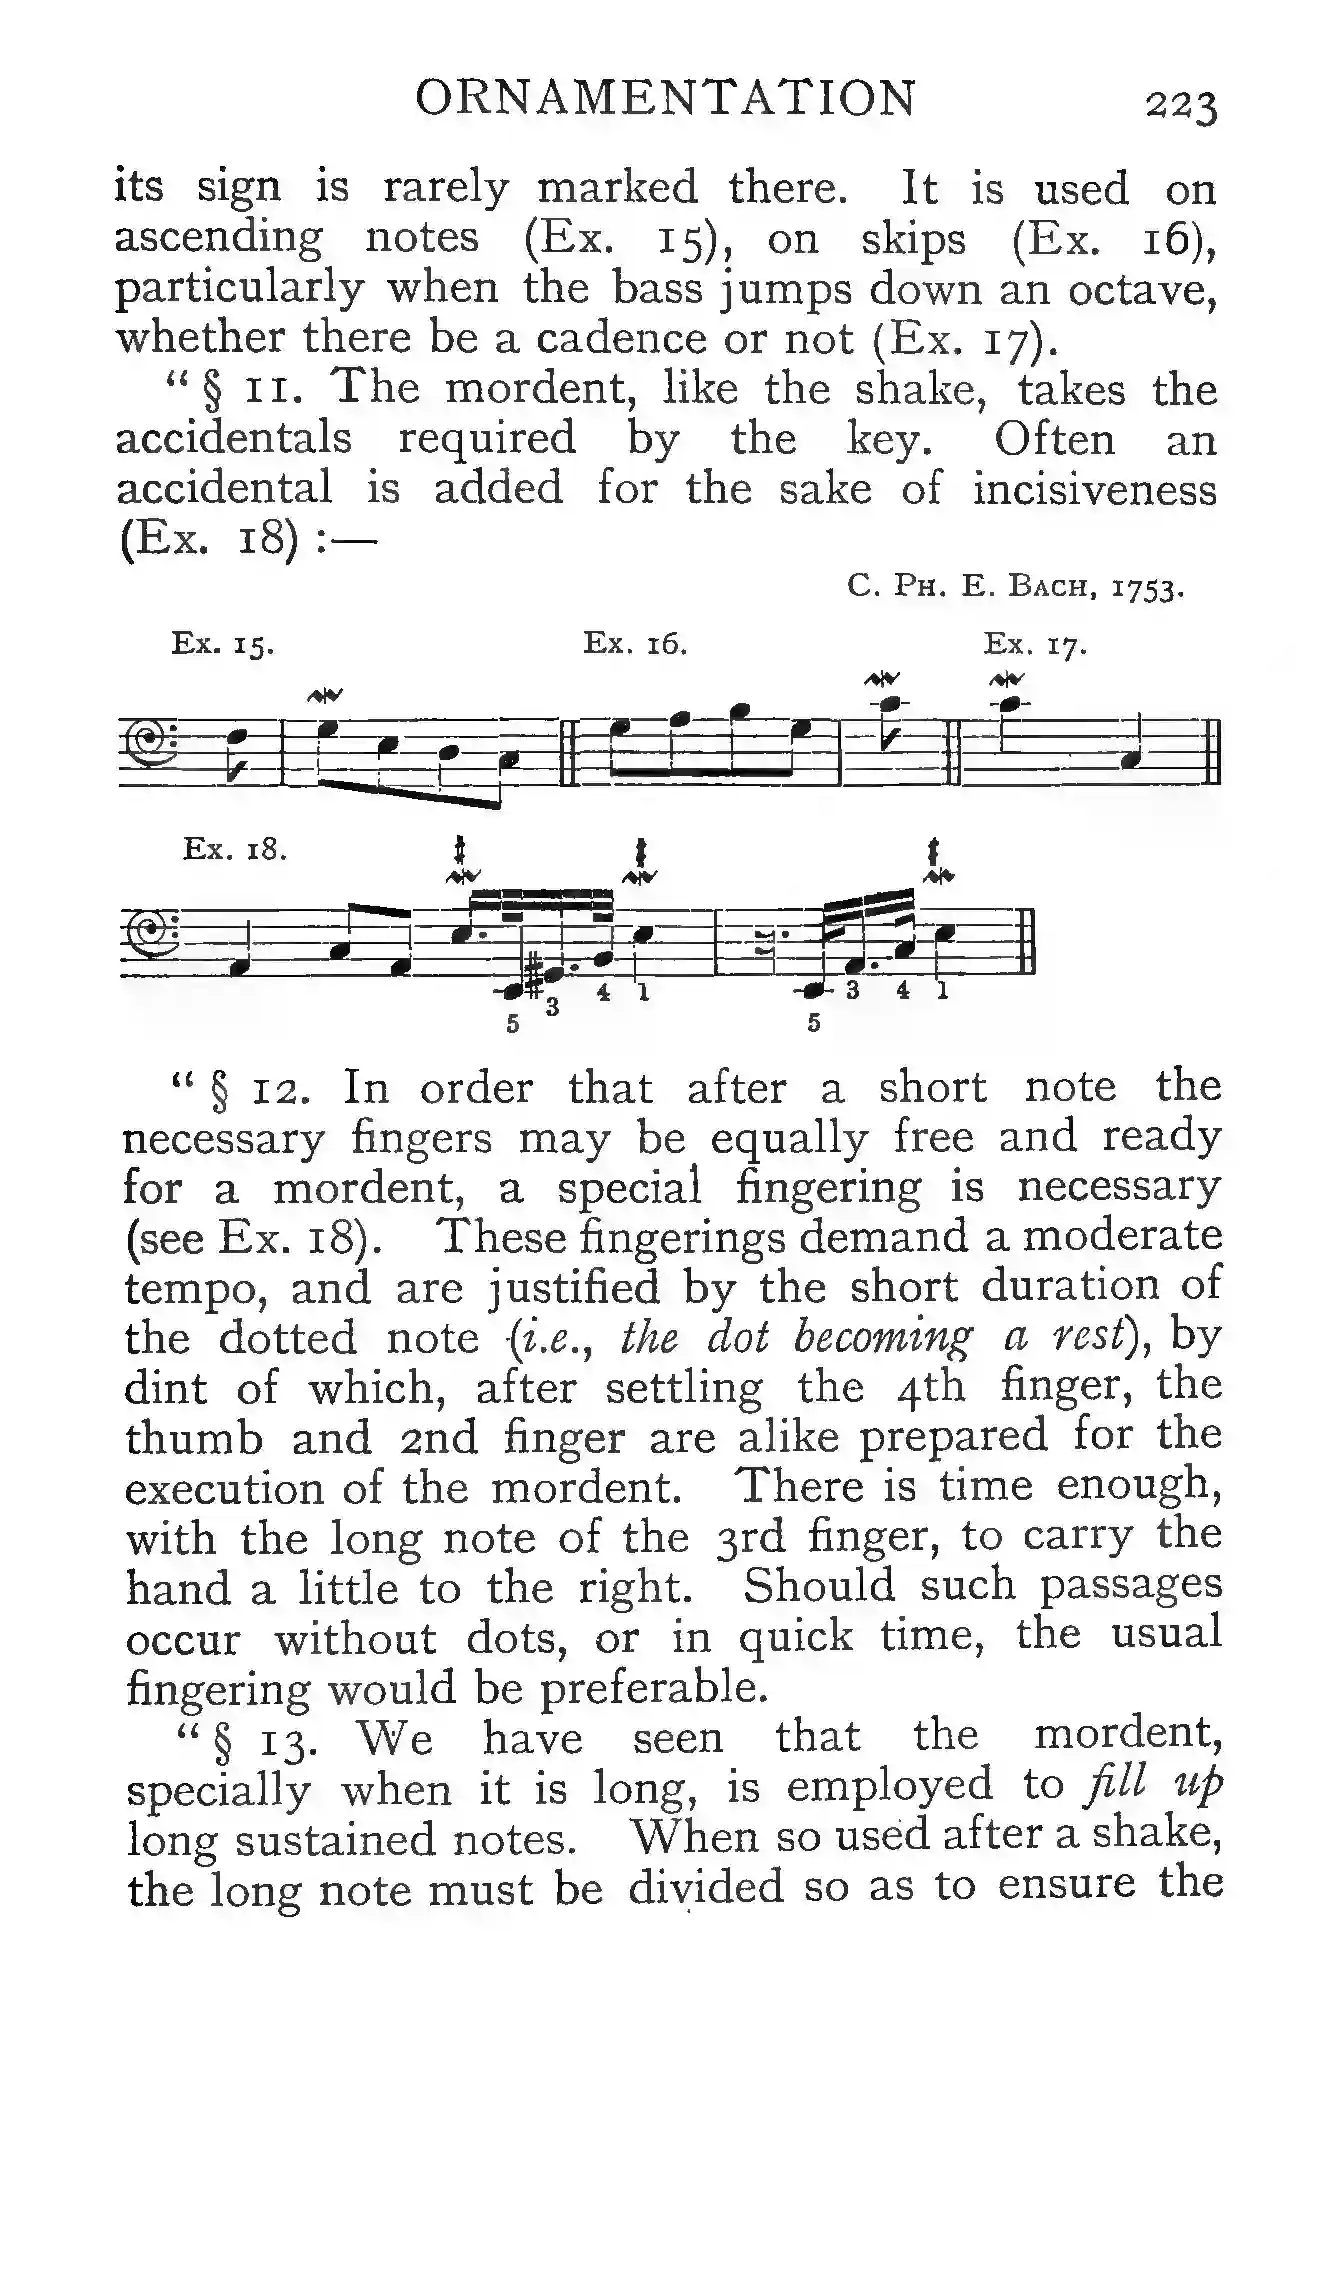 ORNAMENTATION 223
its sign is rarely marked there. It is used on
ascending notes (Ex. 15), on skips (Ex. 16),
particularly when the bass jumps down an octave,
whether there be a cadence or not (Ex. 17).
“§ 11. The mordent, like the shake, takes the
accidentals required by the key. Often an
accidental is added for the sake of incisiveness
(Ex. 18) :—
C. PH. E. BACH, 1753.
Ex. 15. Ex. 16. Ex. 17.
Ex. 18.
3 4 1 3 4 1
5 5
“§ 12. In order that after a short note the
necessary fingers may be equally free and ready
for a mordent, a special fingering is necessary
(see Ex. 18). These fingerings demand a moderate
tempo, and are justified by the short duration of
the dotted note (i.e., the dot becoming a rest), by
dint of which, after settling the 4th finger, the
thumb and 2nd finger are alike prepared for the
execution of the mordent. There is time enough,
with the long note of the 3rd finger, to carry the
hand a little to the right. Should such passages
occur without dots, or in quick time, the usual
fingering would be preferable.
“§ 13. We have seen that the mordent,
specially when it is long, is employed to fill up
long sustained notes. When so used after a shake,
the long note must be divided so as to ensure the